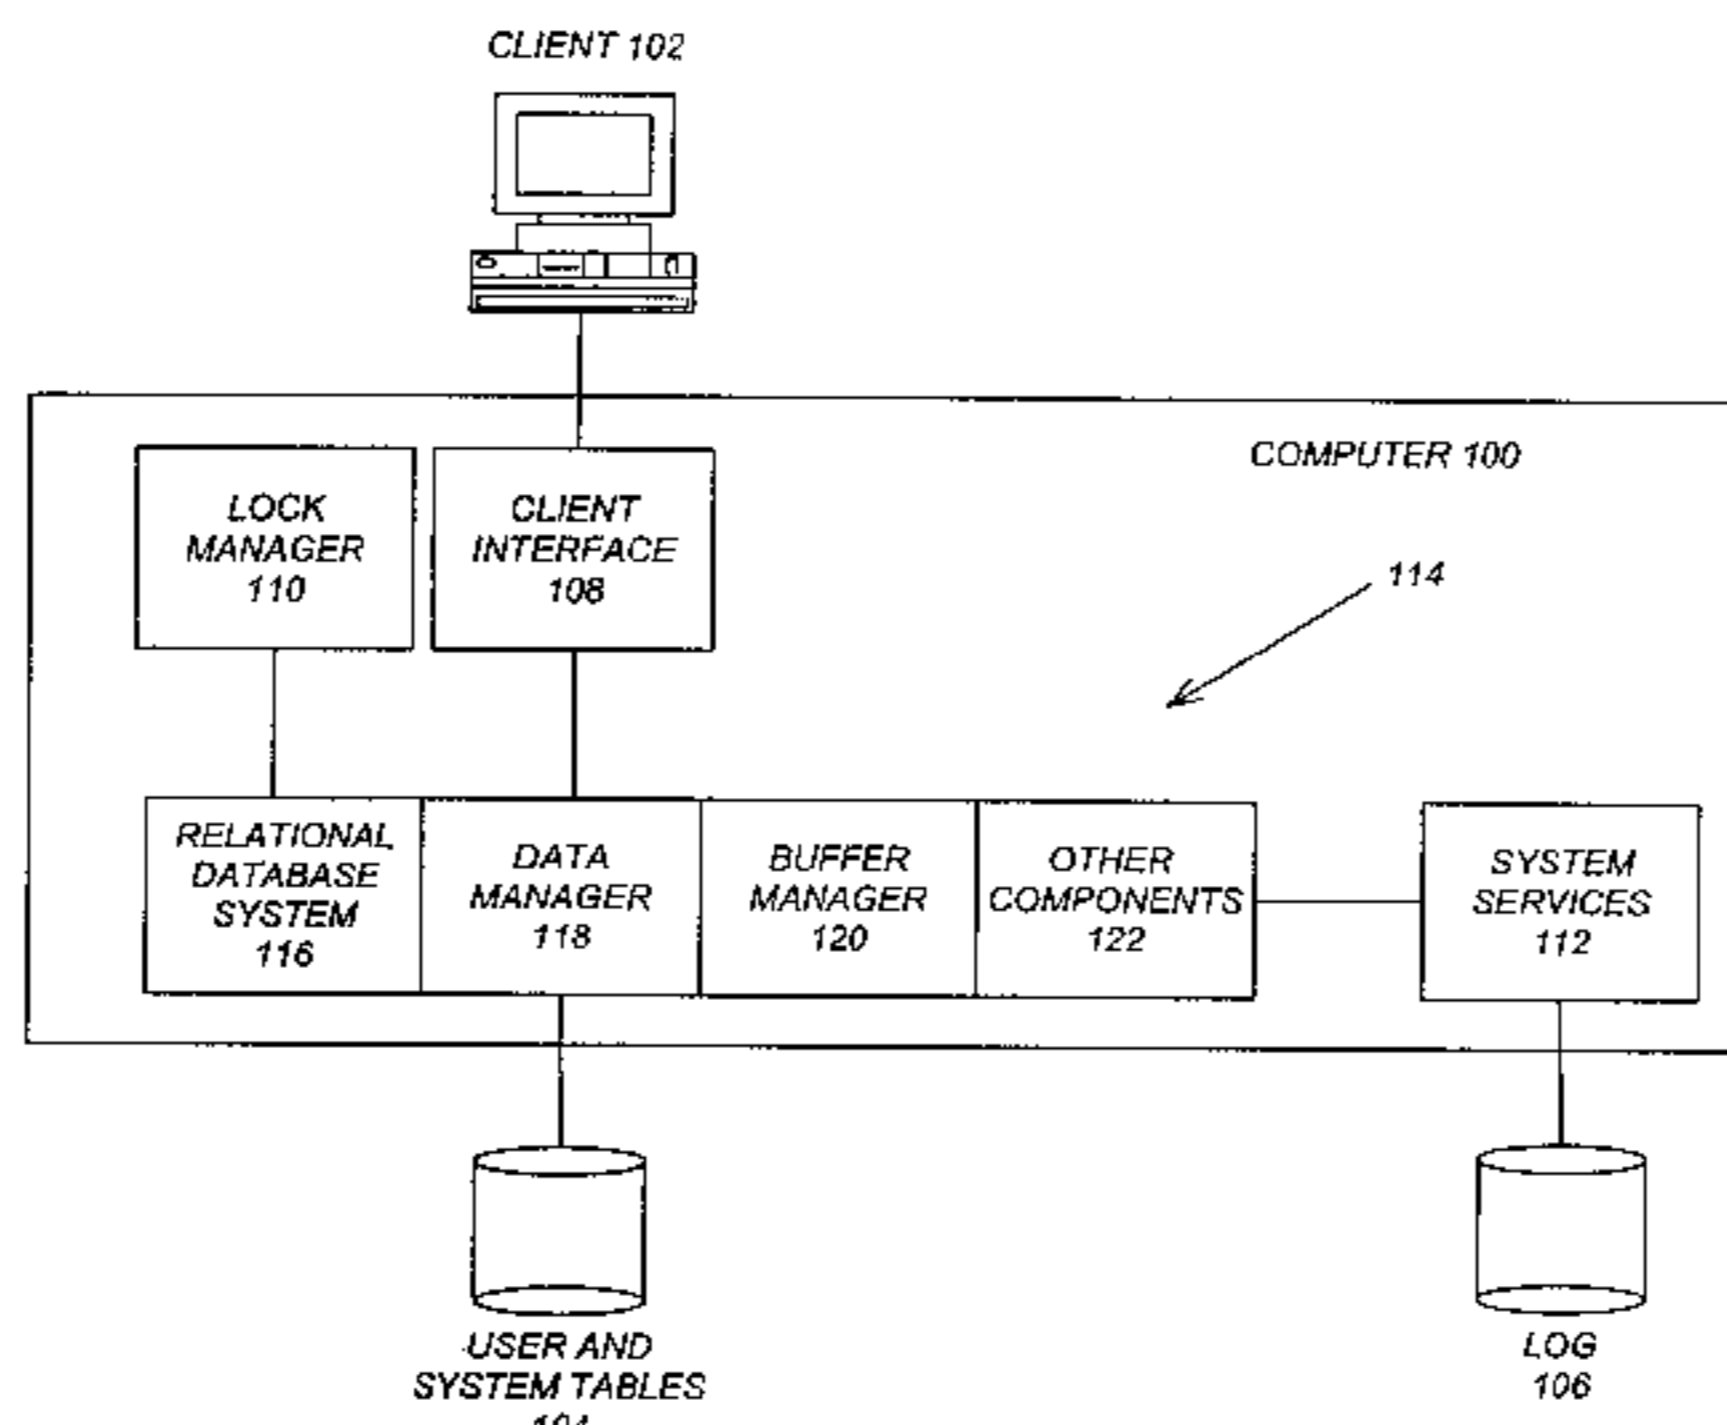 CLIENT 102
COMPUTER 100
LOCK
MANAGER
110
CLIENT
INTERFACE
108
114
RELATIONAL
DATABASE
SYSTEM
116
DATA
MANAGER
118
BUFFER
MANAGER
120
OTHER
COMPONENTS
122
SYSTEM
SERVICES
112
USER AND
SYSTEM TABLES
LOG
106